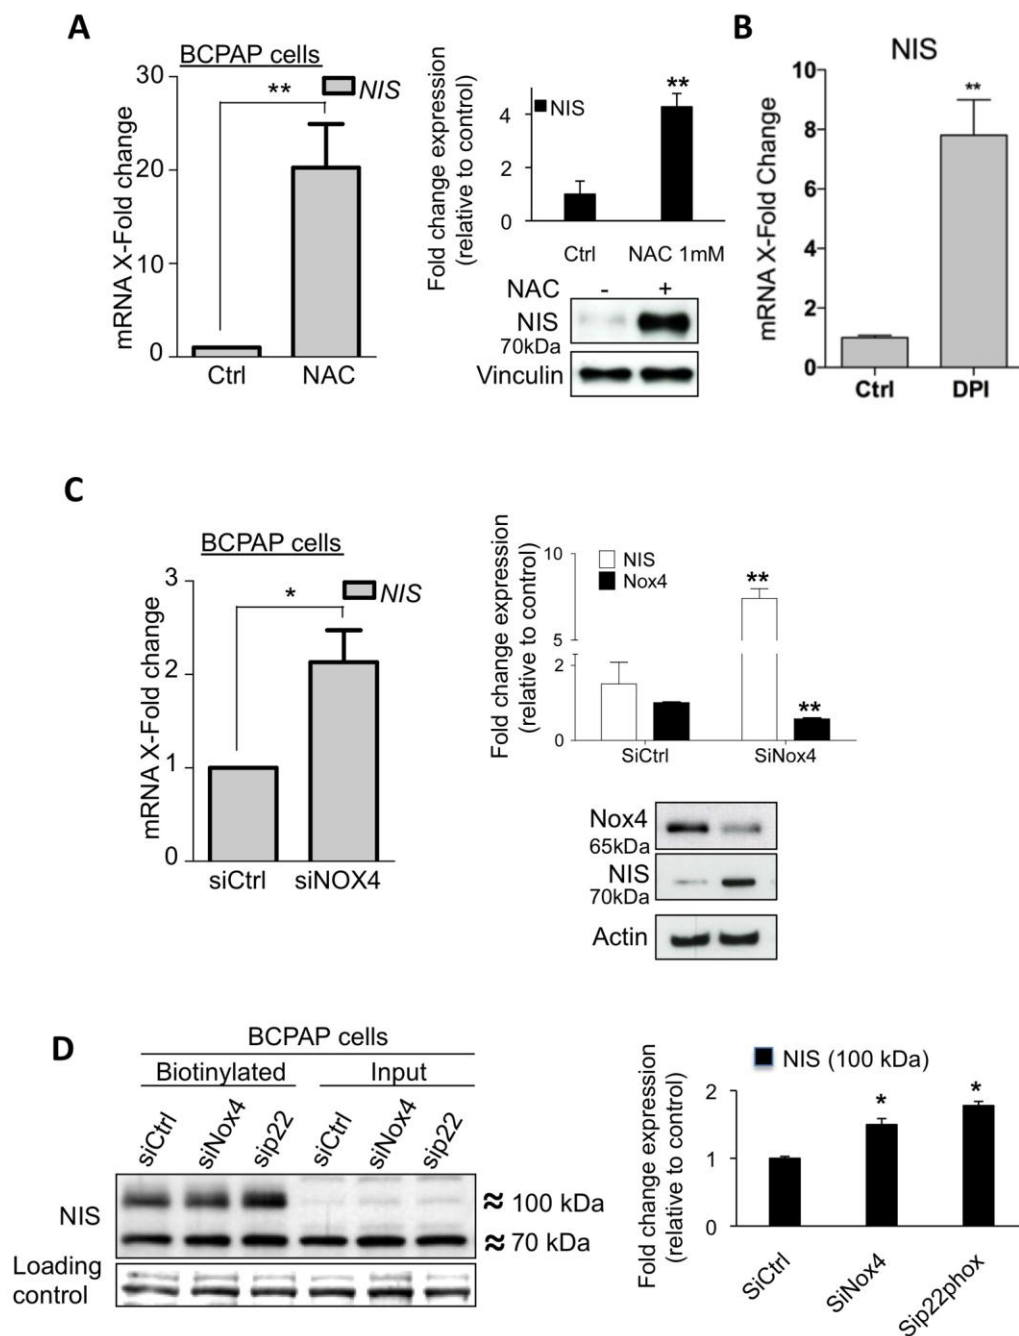 A
BCPAP cells
NIS
**
mRNA X-Fold change
30
20
10
0
Ctrl NAC
Fold change expression
(relative to control)
NIS
**
4
2
0
Ctrl NAC 1mM
NAC - +
NIS
70kDa
Vinculin
B
NIS
**
mRNA X-Fold Change
10
8
6
4
2
0
Ctrl DPI
C
BCPAP cells
NIS
*
mRNA X-Fold change
3
2
1
0
siCtrl siNOX4
Fold change expression
(relative to control)
NIS
Nox4
10
5
2
0
**
**
SiCtrl SiNox4
Nox4
65kDa
NIS
70kDa
Actin
D
BCPAP cells
Biotinylated Input
siCtrl siNox4 sip22 siCtrl siNox4 sip22
NIS
≈ 100 kDa
≈ 70 kDa
Loading
control
Fold change expression
(relative to control)
NIS (100 kDa)
2
1
0
* *
SiCtrl SiNox4 Sip22phox